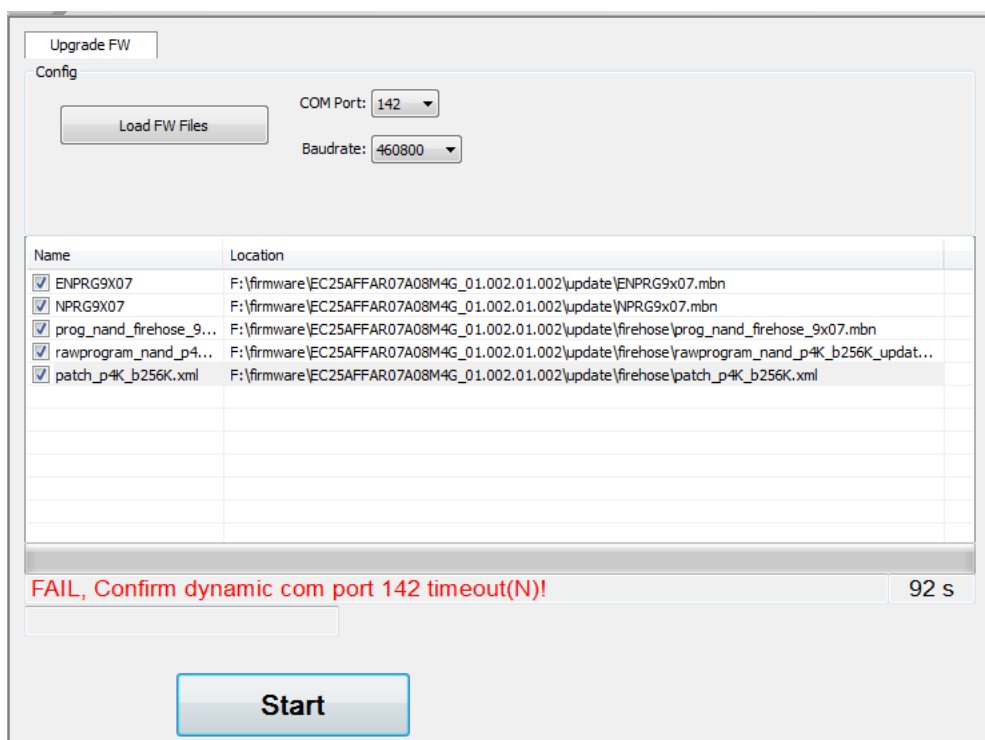 Upgrade FW
Config
Load FW Files
COM Port: 142
Baudrate: 460800
Name Location
ENPRG9X07 F:\firmware\EC25AFFAR07A08M4G_01.002.01.002\update\ENPRG9x07.mbn
NPRG9X07 F:\firmware\EC25AFFAR07A08M4G_01.002.01.002\update\NPRG9x07.mbn
prog_nand_firehose_9... F:\firmware\EC25AFFAR07A08M4G_01.002.01.002\update\firehose\prog_nand_firehose_9x07.mbn
rawprogram_nand_p4... F:\firmware\EC25AFFAR07A08M4G_01.002.01.002\update\firehose\rawprogram_nand_p4K_b256K_updat...
patch_p4K_b256K.xml F:\firmware\EC25AFFAR07A08M4G_01.002.01.002\update\firehose\patch_p4K_b256K.xml
FAIL, Confirm dynamic com port 142 timeout(N)! 92 s
Start